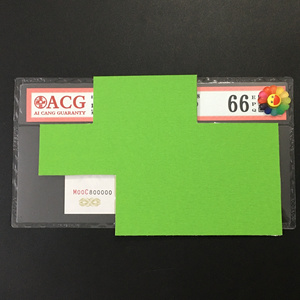 ACG
AI CANG GUARANTY
66
E
P
G
M00C800000